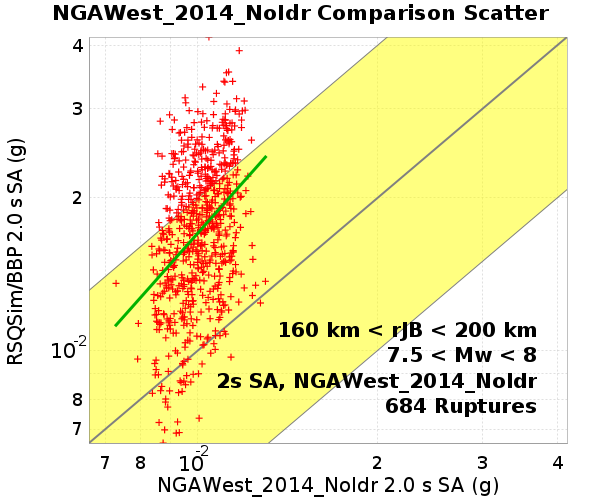 NGAWest_2014_NoIdr Comparison Scatter
RSQSim/BBP 2.0 s SA (g)
4
3
2
10-2
8
7
160 km < rJB < 200 km
7.5 < Mw < 8
2s SA, NGAWest_2014_NoIdr
684 Ruptures
7 8 10-2 2 3 4
NGAWest_2014_NoIdr 2.0 s SA (g)